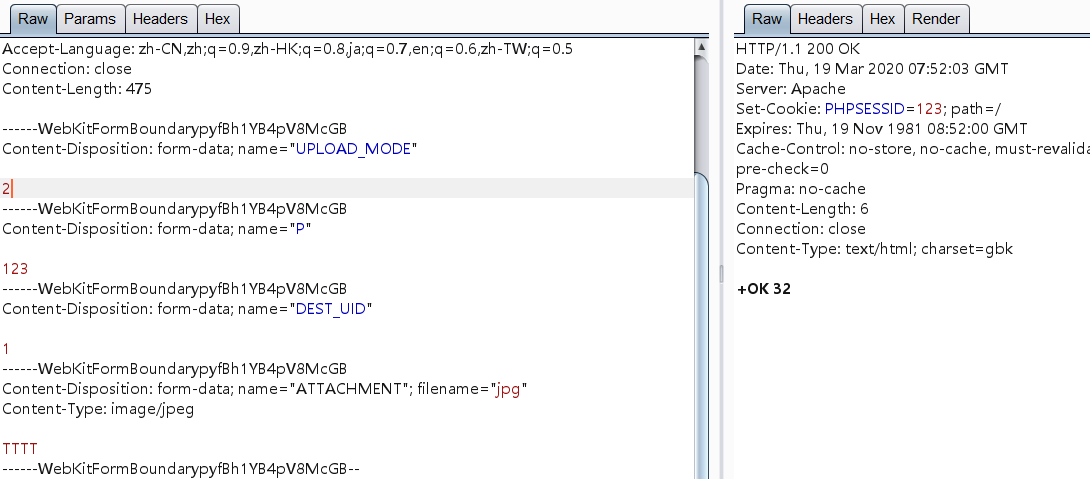 Raw Params Headers Hex
Accept-Language: zh-CN,zh;q=0.9,zh-HK;q=0.8,ja;q=0.7,en;q=0.6,zh-TW;q=0.5
Connection: close
Content-Length: 475
------WebKitFormBoundarypyfBh1YB4pV8McGB
Content-Disposition: form-data; name="UPLOAD_MODE"
2
------WebKitFormBoundarypyfBh1YB4pV8McGB
Content-Disposition: form-data; name="P"
123
------WebKitFormBoundarypyfBh1YB4pV8McGB
Content-Disposition: form-data; name="DEST_UID"
1
------WebKitFormBoundarypyfBh1YB4pV8McGB
Content-Disposition: form-data; name="ATTACHMENT"; filename="jpg"
Content-Type: image/jpeg
TTTT
------WebKitFormBoundarypyfBh1YB4pV8McGB--
Raw Headers Hex Render
HTTP/1.1 200 OK
Date: Thu, 19 Mar 2020 07:52:03 GMT
Server: Apache
Set-Cookie: PHPSESSID=123; path=/
Expires: Thu, 19 Nov 1981 08:52:00 GMT
Cache-Control: no-store, no-cache, must-revalida
pre-check=0
Pragma: no-cache
Content-Length: 6
Connection: close
Content-Type: text/html; charset=gbk
+OK 32